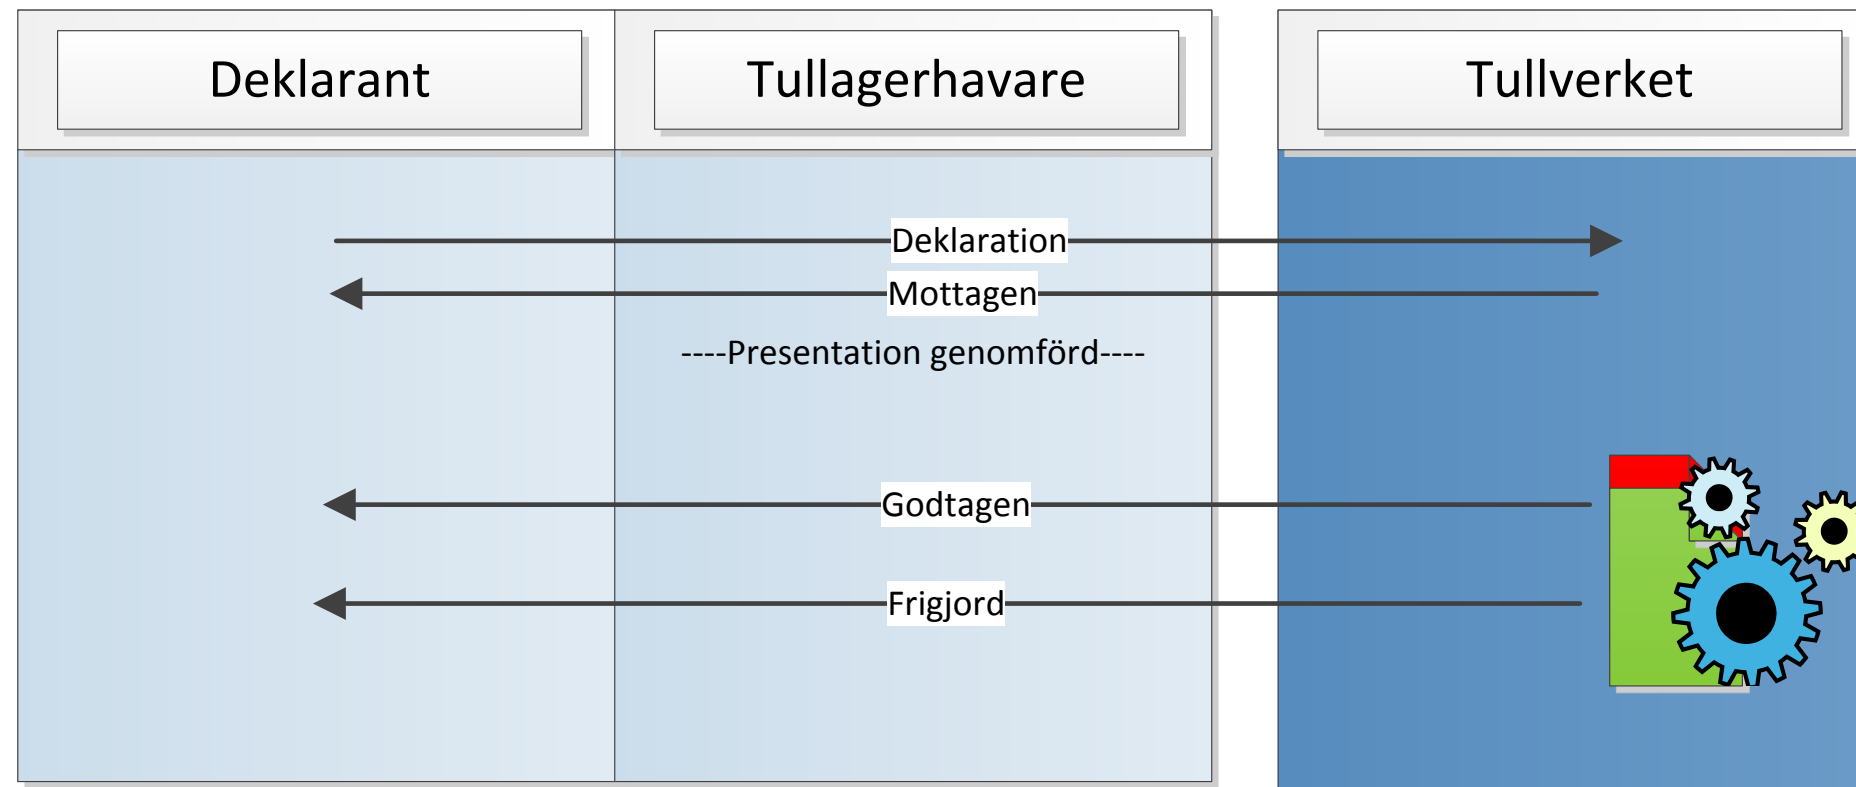 Deklarant
Tullagerhavare
Tullverket
Deklaration
Mottagen
----Presentation genomförd----
Godtagen
Frigjord